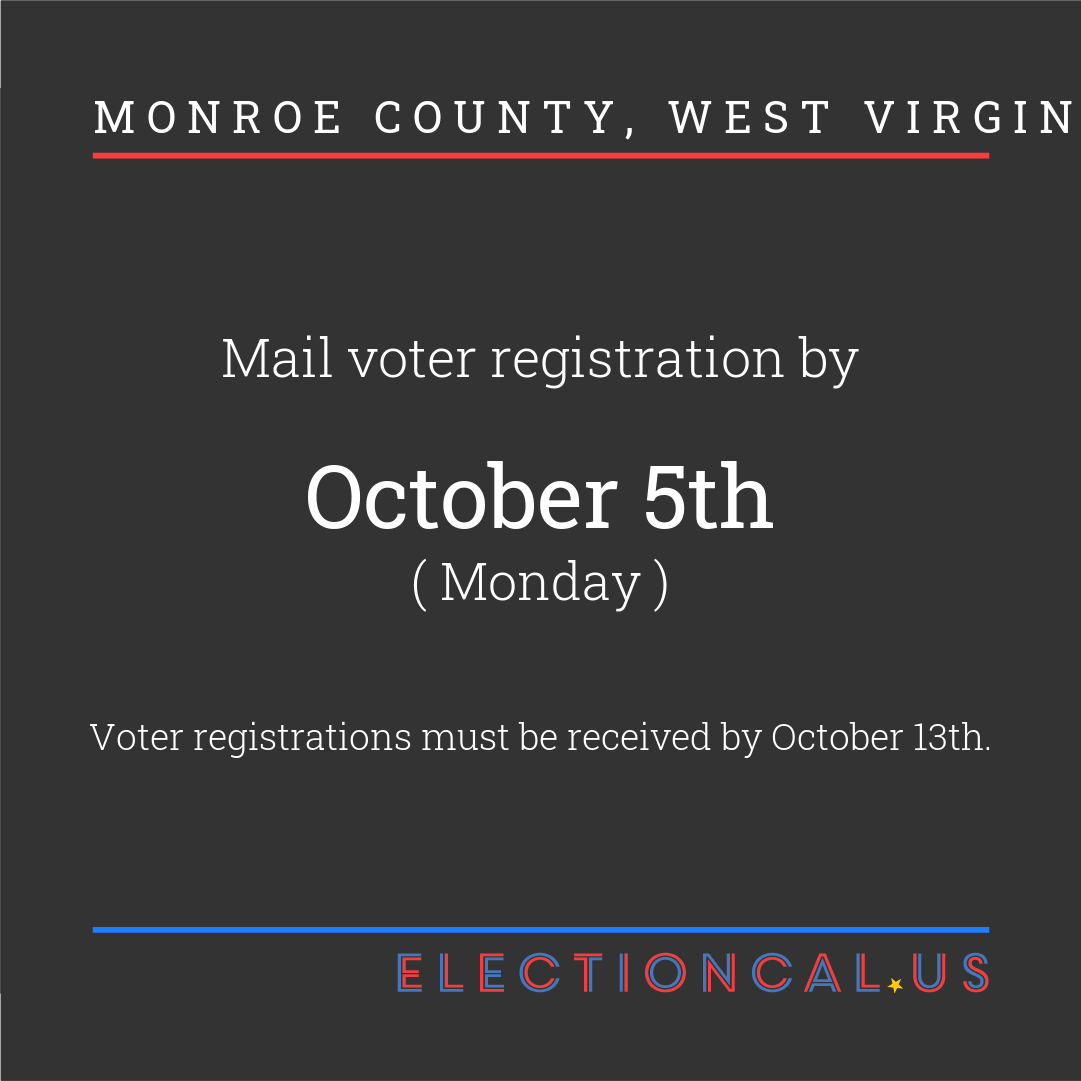 MONROE COUNTY, WEST VIRGIN
Mail voter registration by
October 5th
( Monday )
Voter registrations must be received by October 13th.
ELECTIONCAL.US